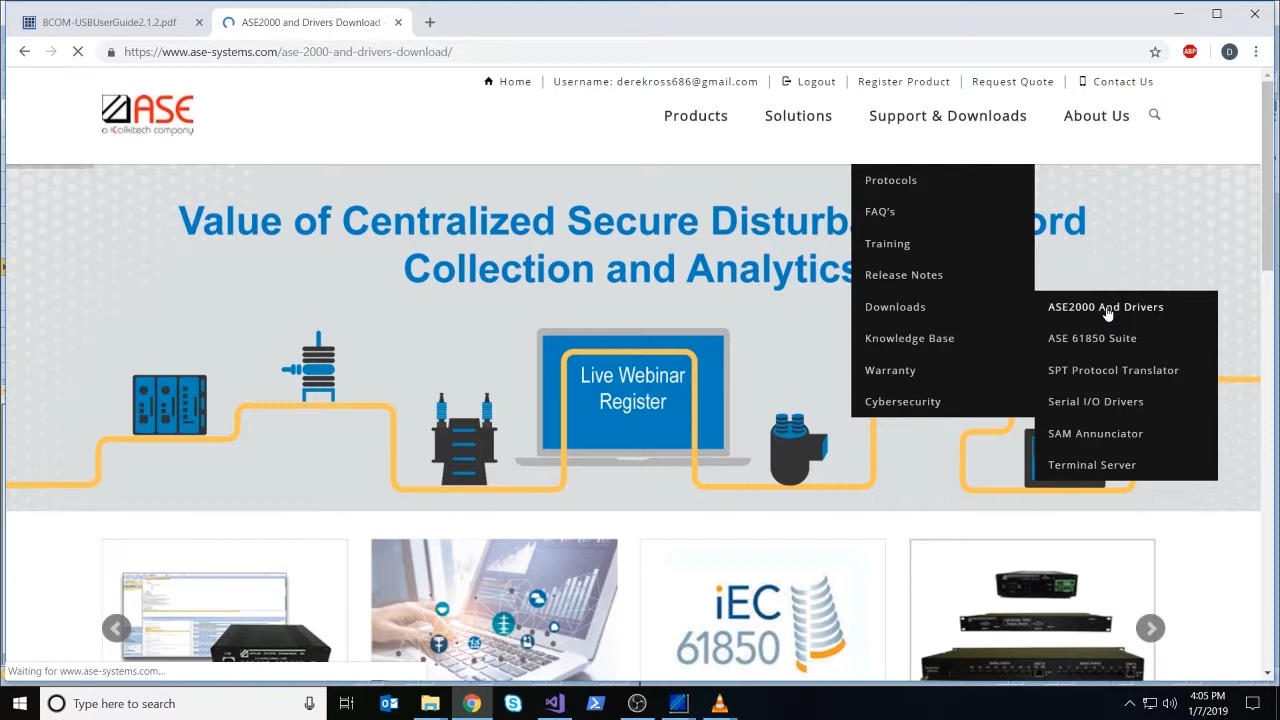 BCOM-USBUserGuide2.1.2.pdf
ASE2000 and Drivers Download -
https://www.ase-systems.com/ase-2000-and-drivers-download/
ABP
D
Home
Username: derekross686@gmail.com
Logout
Register Product
Request Quote
Contact Us
ASE
a Kalkitech company
Products
Solutions
Support & Downloads
About Us
Value of Centralized Secure Disturba ord
Collection and Analytics
Protocols
FAQ's
Training
Release Notes
Downloads
Knowledge Base
Warranty
Cybersecurity
ASE2000 And Drivers
ASE 61850 Suite
SPT Protocol Translator
Serial I/O Drivers
SAM Annunciator
Terminal Server
Live Webinar
Register
iEC
61850
Waiting for www.ase-systems.com...
Type here to search
4:05 PM
1/7/2019